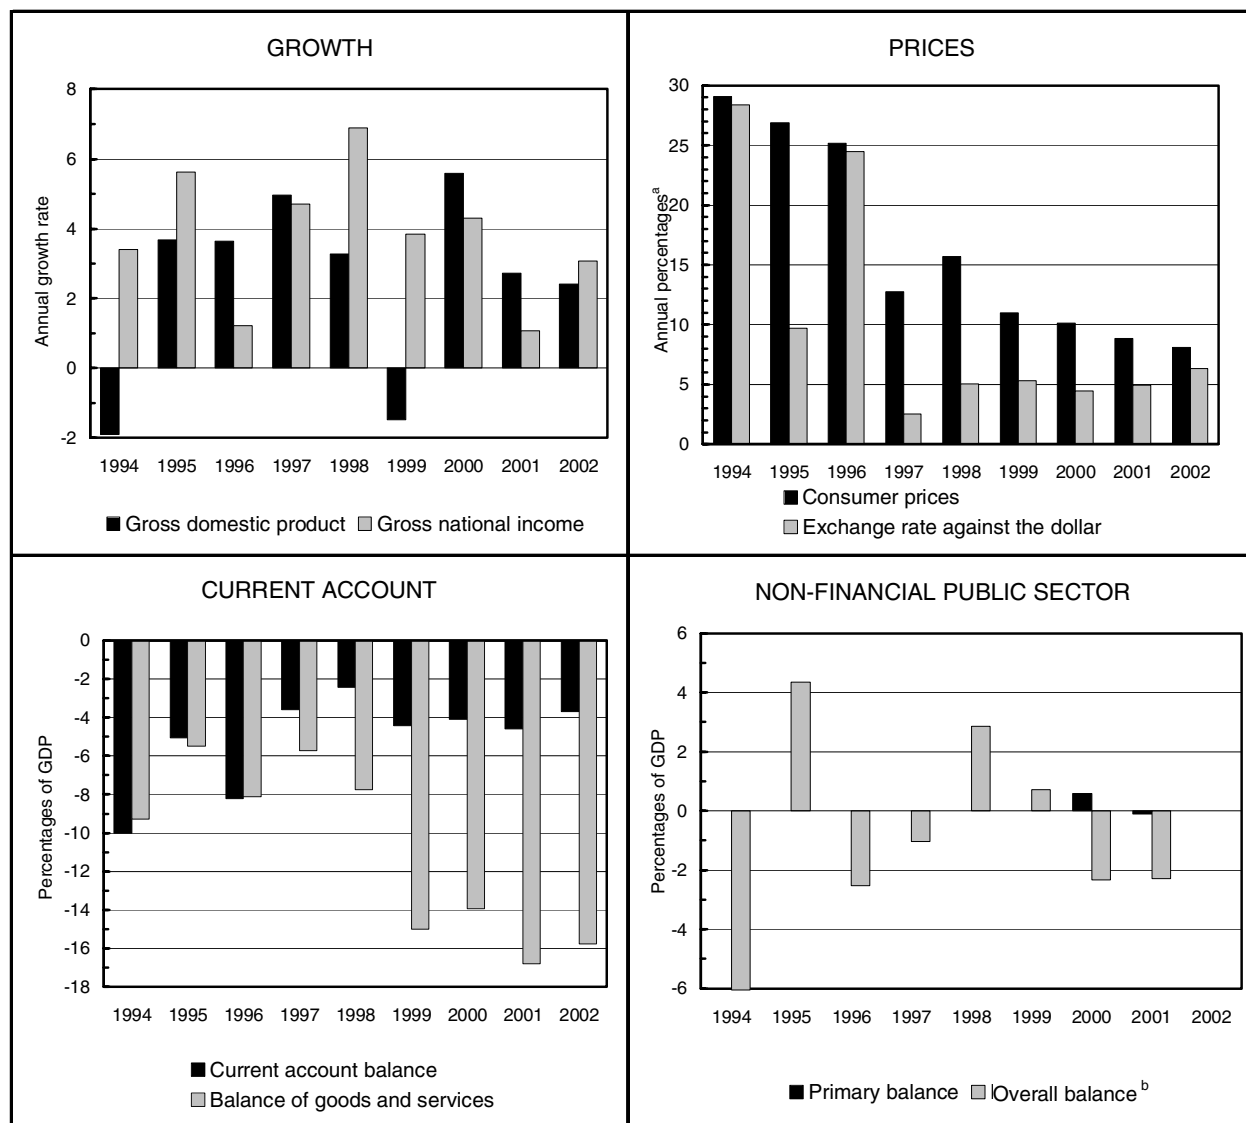 GROWTH
8
6
4
2
0
-2
Annual growth rate
1994 1995 1996 1997 1998 1999 2000 2001 2002
Gross domestic product Gross national income
PRICES
30
25
20
15
10
5
0
Annual percentagesᵃ
1994 1995 1996 1997 1998 1999 2000 2001 2002
Consumer prices
Exchange rate against the dollar
CURRENT ACCOUNT
0
-2
-4
-6
-8
-10
-12
-14
-16
-18
Percentages of GDP
1994 1995 1996 1997 1998 1999 2000 2001 2002
Current account balance
Balance of goods and services
NON-FINANCIAL PUBLIC SECTOR
6
4
2
0
-2
-4
-6
Percentages of GDP
1994 1995 1996 1997 1998 1999 2000 2001 2002
Primary balance Overall balance ᵇ